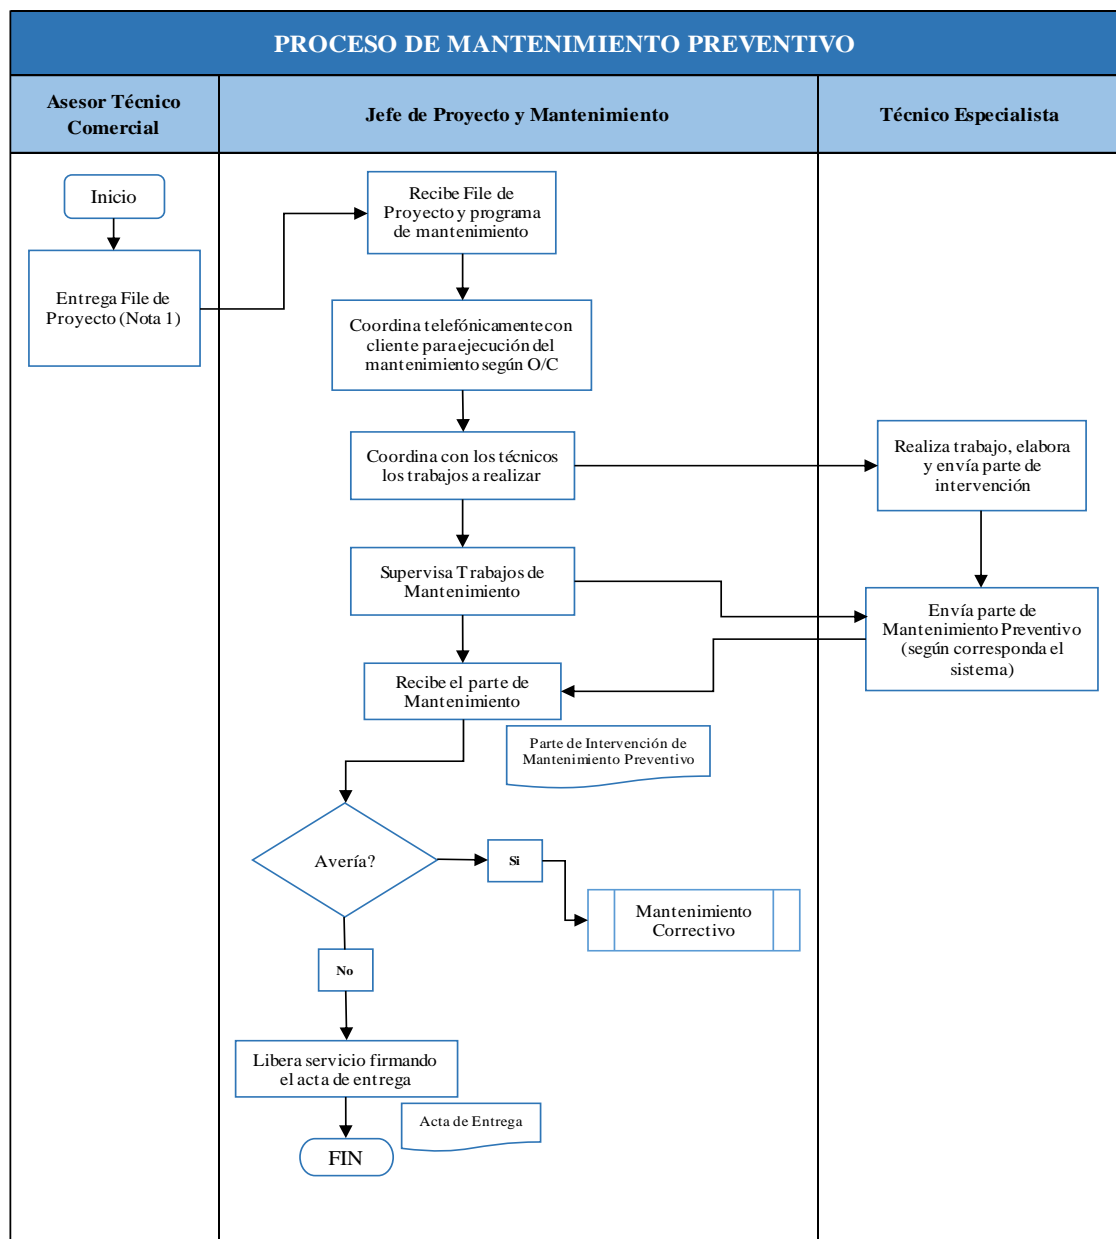 PROCESO DE MANTENIMIENTO PREVENTIVO
Asesor Técnico
Comercial
Jefe de Proyecto y Mantenimiento
Técnico Especialista
Inicio
Entrega File de
Proyecto (Nota 1)
Recibe File de
Proyecto y programa
de mantenimiento
Coordina telefónicamente con
cliente para ejecución del
mantenimiento según O/C
Coordina con los técnicos
los trabajos a realizar
Realiza trabajo, elabora
y envía parte de
intervención
Supervisa Trabajos de
Mantenimiento
Envía parte de
Mantenimiento Preventivo
(según corresponda el
sistema)
Recibe el parte de
Mantenimiento
Parte de Intervención de
Mantenimiento Preventivo
Avería?
Si
Mantenimiento
Correctivo
No
Libera servicio firmando
el acta de entrega
Acta de Entrega
FIN